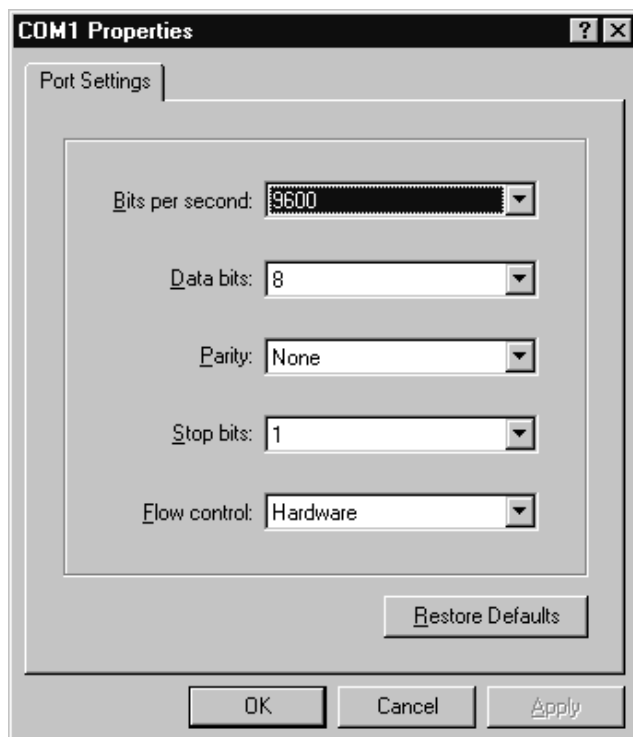 COM1 Properties
Port Settings
Bits per second: 9600
Data bits: 8
Parity: None
Stop bits: 1
Flow control: Hardware
Restore Defaults
OK Cancel Apply